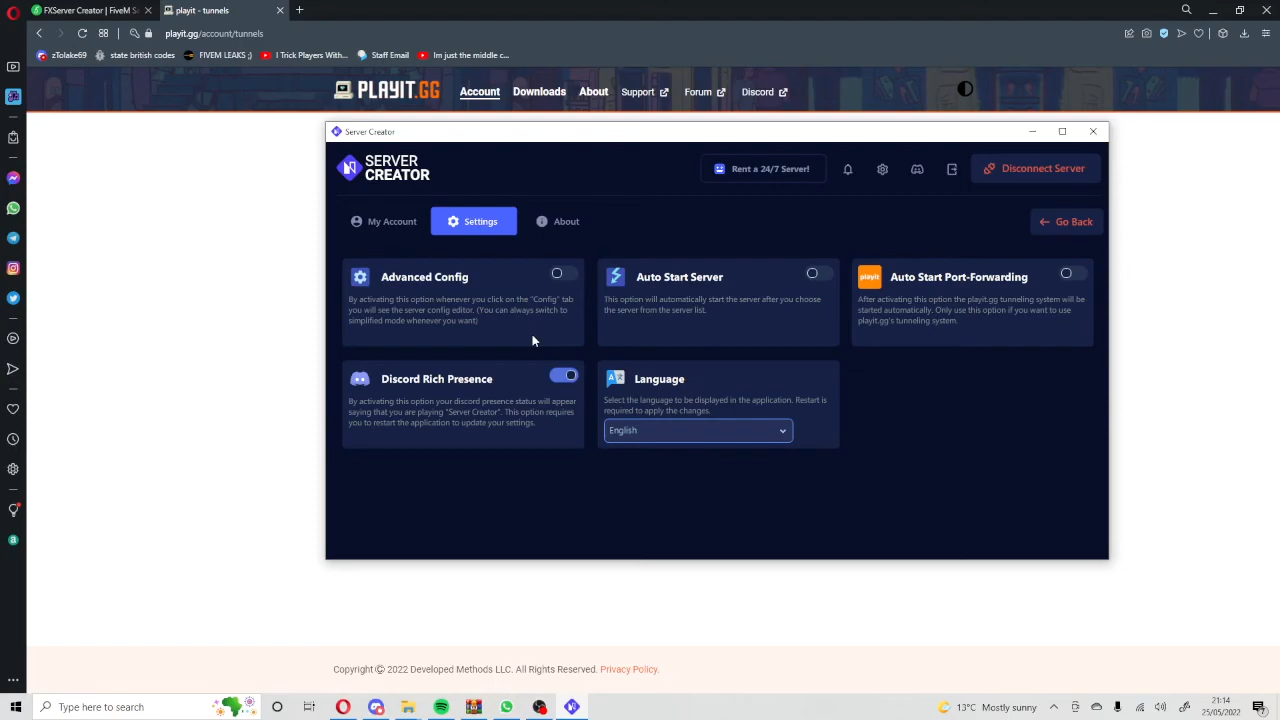 FXServer Creator | FiveM Se
playit - tunnels
playit.gg/account/tunnels
zTolake69
state british codes
FIVEM LEAKS ;)
I Trick Players With...
Staff Email
Im just the middle c...
PLAYIT.GG
Account
Downloads
About
Support
Forum
Discord
Server Creator
SERVER
CREATOR
Rent a 24/7 Server!
Disconnect Server
My Account
Settings
About
Go Back
Advanced Config
By activating this option whenever you click on the "Config" tab
you will see the server config editor. (You can always switch to
simplified mode whenever you want)
Auto Start Server
This option will automatically start the server after you choose
the server from the server list.
playit
Auto Start Port-Forwarding
After activating this option the playit.gg tunneling system will be
started automatically. Only use this option if you want to use
playit.gg's tunneling system.
Discord Rich Presence
By activating this option your discord presence status will appear
saying that you are playing "Server Creator". This option requires
you to restart the application to update your settings.
Language
Select the language to be displayed in the application. Restart is
required to apply the changes.
English
Copyright © 2022 Developed Methods LLC. All Rights Reserved. Privacy Policy.
Type here to search
13°C Mostly sunny
21:14
25/05/2022